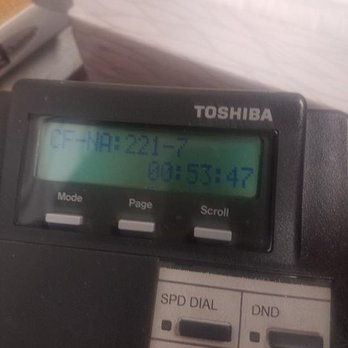 TOSHIBA
CF-NA:221-7
00:53:47
Mode Page Scroll
SPD DIAL DND